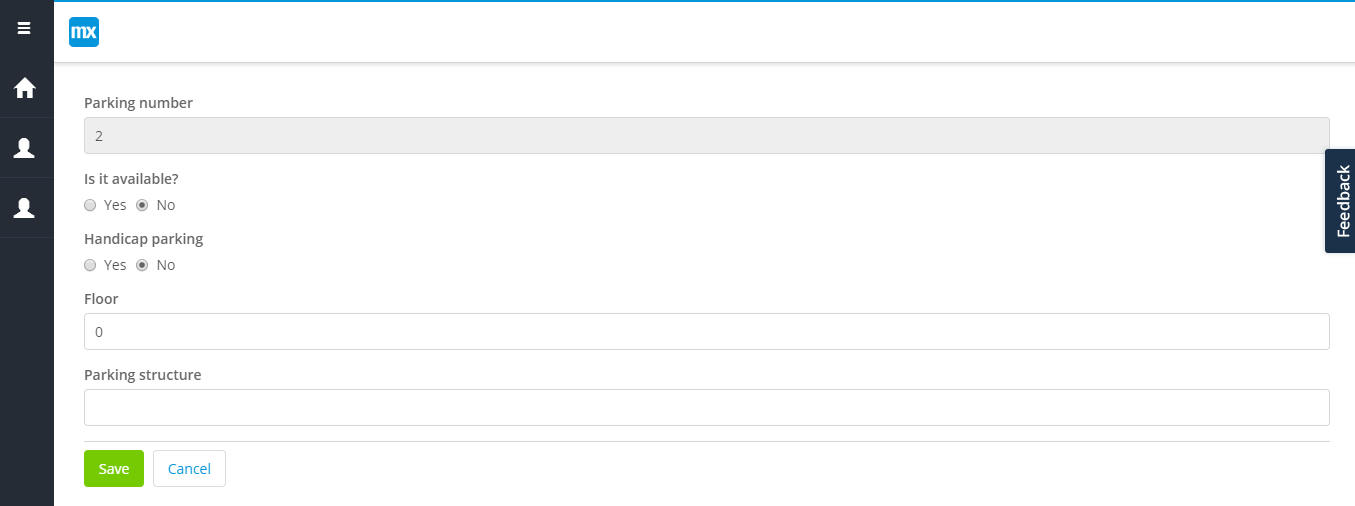 mx
Parking number
2
Is it available?
Yes No
Handicap parking
Yes No
Floor
0
Parking structure
Save Cancel
Feedback